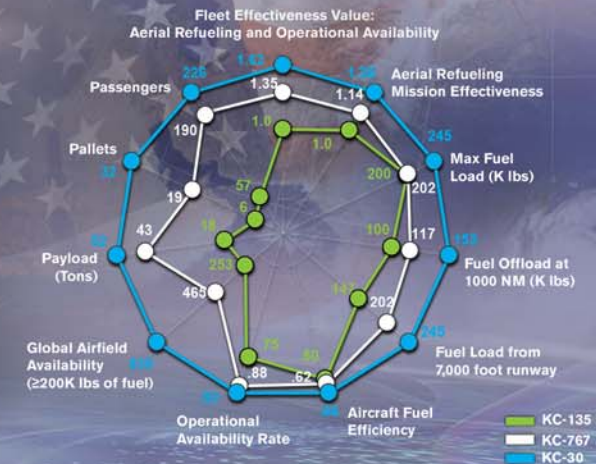 Fleet Effectiveness Value:
Aerial Refueling and Operational Availability
226
1.35
1.14
Aerial Refueling
Mission Effectiveness
Passengers
190
1.0
1.0
245
Pallets
200
202
Max Fuel
Load (K lbs)
57
19
6
43
18
100
117
Payload
(Tons)
253
Fuel Offload at
1000 NM (K lbs)
465
202
245
Global Airfield
Availability
(≥200K lbs of fuel)
Fuel Load from
7,000 foot runway
75
.88
.62
Operational
Availability Rate
Aircraft Fuel
Efficiency
KC-135
KC-767
KC-30